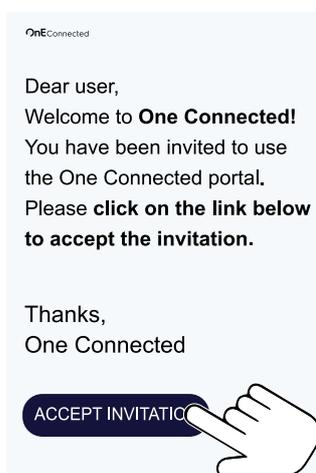 OnEConnected
Dear user,
Welcome to One Connected!
You have been invited to use
the One Connected portal.
Please click on the link below
to accept the invitation.
Thanks,
One Connected
ACCEPT INVITATIO